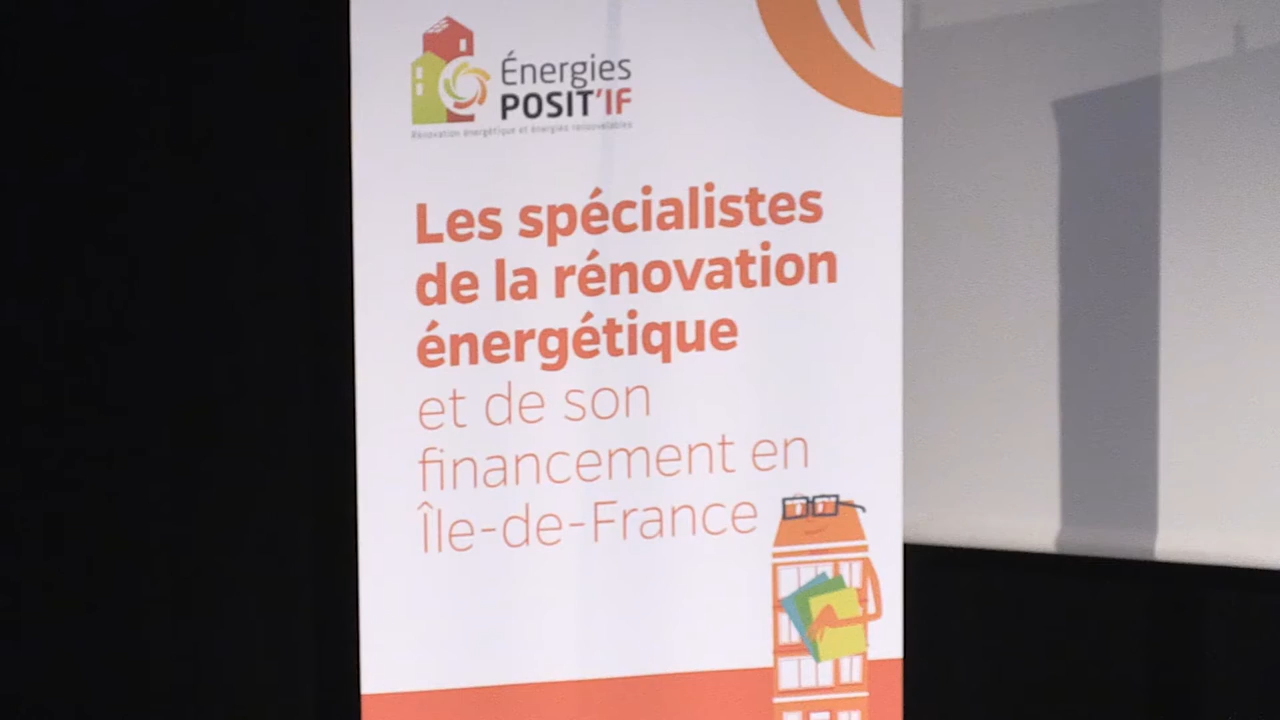 Énergies
POSIT'IF
Rénovation énergétique et énergies renouvelables
Les spécialistes
de la rénovation
énergétique
et de son
financement en
Île-de-France